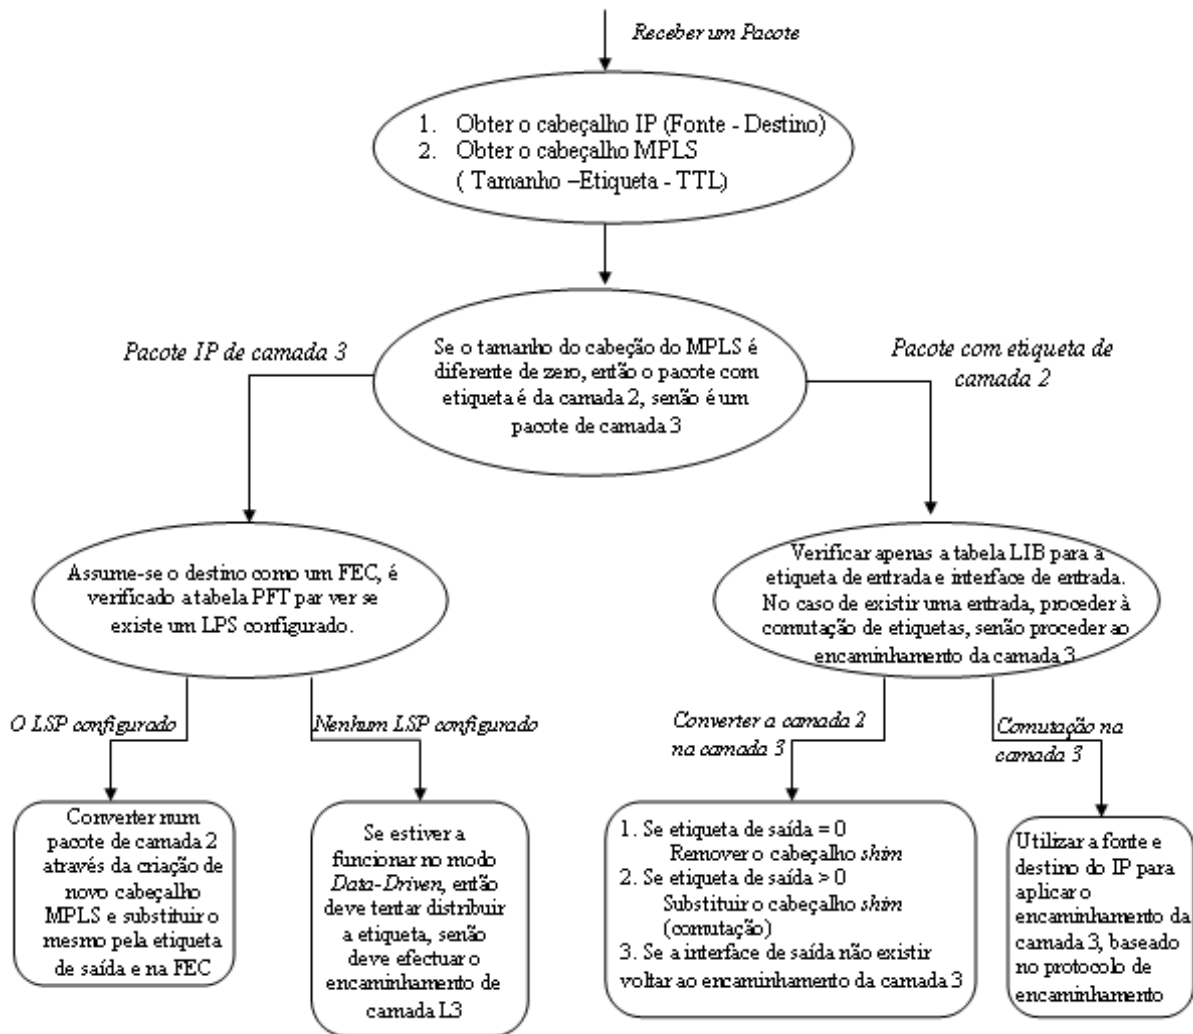 Receber um Pacote
1. Obter o cabeçalho IP (Fonte - Destino)
2. Obter o cabeçalho MPLS
( Tamanho –Etiqueta - TTL)
Pacote IP de camada 3
Se o tamanho do cabeção do MPLS é
diferente de zero, então o pacote com
etiqueta é da camada 2, senão é um
pacote de camada 3
Pacote com etiqueta de
camada 2
Assume-se o destino como um FEC, é
verificado a tabela PFT par ver se
existe um LPS configurado.
Verificar apenas a tabela LIB para a
etiqueta de entrada e interface de entrada.
No caso de existir uma entrada, proceder à
comutação de etiquetas, senão proceder ao
encaminhamento da camada 3
O LSP configurado
Nenhum LSP configurado
Converter a camada 2
na camada 3
Comutação na
camada 3
Converter num
pacote de camada 2
através da criação de
novo cabeçalho
MPLS e substituir o
mesmo pela etiqueta
de saída e na FEC
Se estiver a
funcionar no modo
Data-Driven, então
deve tentar distribuir
a etiqueta, senão
deve efectuar o
encaminhamento de
camada L3
1. Se etiqueta de saída = 0
Remover o cabeçalho shim
2. Se etiqueta de saída > 0
Substituir o cabeçalho shim
(comutação)
3. Se a interface de saída não existir
voltar ao encaminhamento da camada 3
Utilizar a fonte e
destino do IP para
aplicar o
encaminhamento da
camada 3, baseado
no protocolo de
encaminhamento